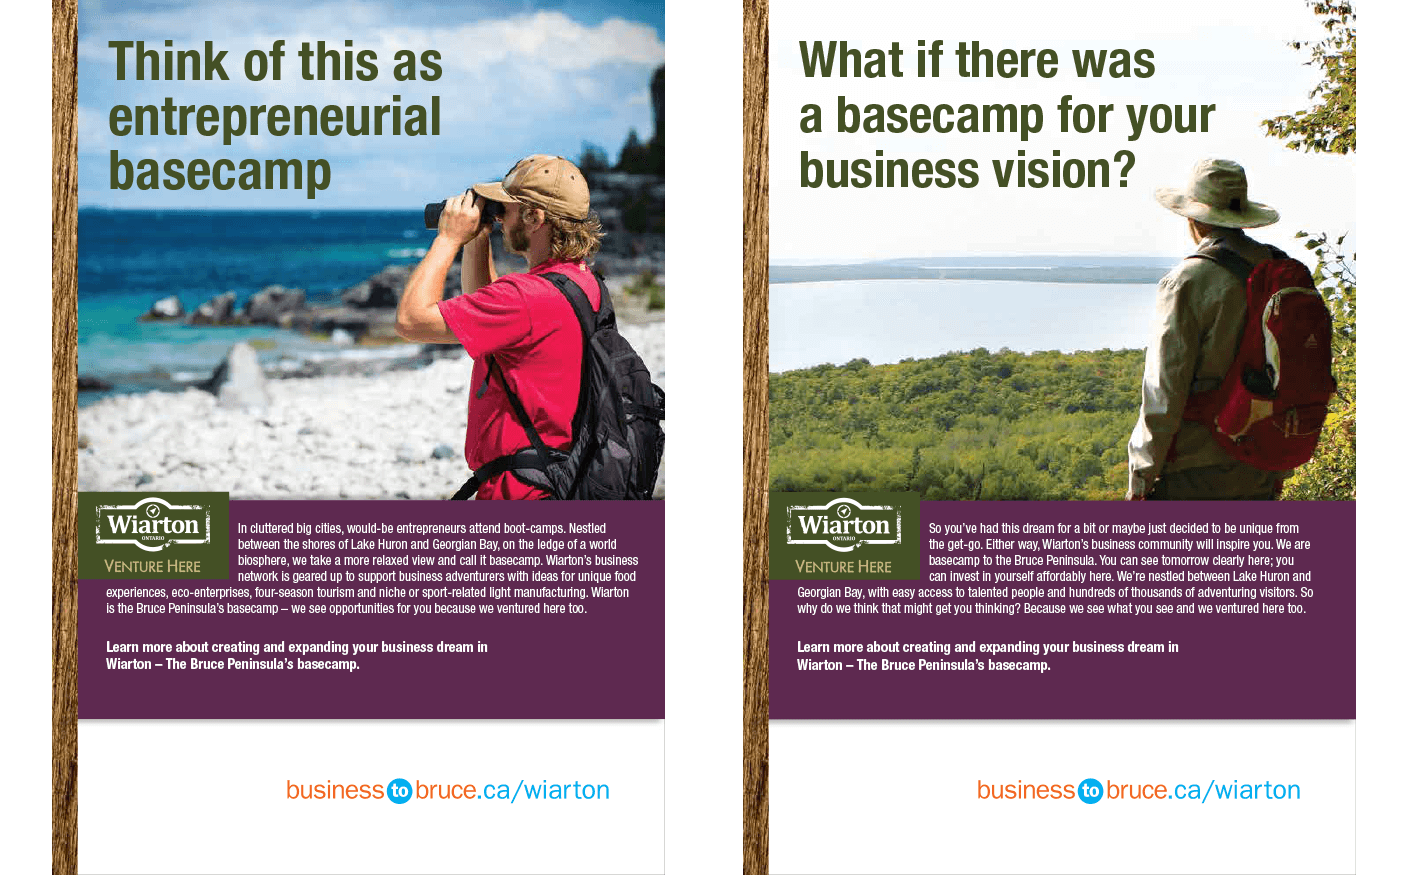 Think of this as
entrepreneurial
basecamp
Wiarton
ONTARIO
VENTURE HERE
In cluttered big cities, would-be entrepreneurs attend boot-camps. Nestled
between the shores of Lake Huron and Georgian Bay, on the ledge of a world
biosphere, we take a more relaxed view and call it basecamp. Wiarton's business
network is geared up to support business adventurers with ideas for unique food
experiences, eco-enterprises, four-season tourism and niche or sport-related light manufacturing. Wiarton
is the Bruce Peninsula's basecamp – we see opportunities for you because we ventured here too.
Learn more about creating and expanding your business dream in
Wiarton – The Bruce Peninsula's basecamp.
businesstobruce.ca/wiarton
What if there was
a basecamp for your
business vision?
Wiarton
ONTARIO
VENTURE HERE
So you've had this dream for a bit or maybe just decided to be unique from
the get-go. Either way, Wiarton's business community will inspire you. We are
basecamp to the Bruce Peninsula. You can see tomorrow clearly here; you
can invest in yourself affordably here. We're nestled between Lake Huron and
Georgian Bay, with easy access to talented people and hundreds of thousands of adventuring visitors. So
why do we think that might get you thinking? Because we see what you see and we ventured here too.
Learn more about creating and expanding your business dream in
Wiarton – The Bruce Peninsula's basecamp.
businesstobruce.ca/wiarton